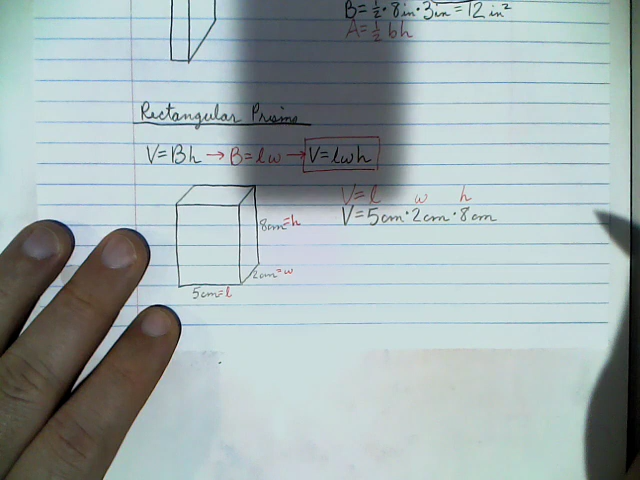 B = ½ · 8in · 3in = 12 in²
A = ½ bh
Rectangular Prisms
V = Bh → B = lw → V = lwh
V = l w h
V = 5cm · 2cm · 8cm
8cm = h
2cm = w
5cm = l